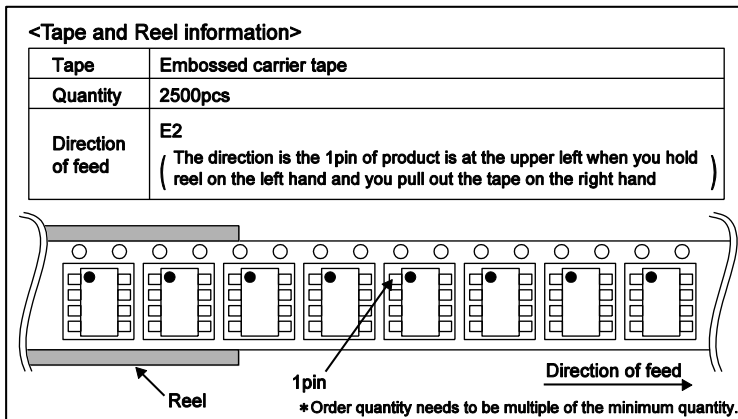 <Tape and Reel information>
Tape Embossed carrier tape
Quantity 2500pcs
Direction of feed E2
( The direction is the 1pin of product is at the upper left when you hold
reel on the left hand and you pull out the tape on the right hand )
1pin
Direction of feed
Reel
*Order quantity needs to be multiple of the minimum quantity.